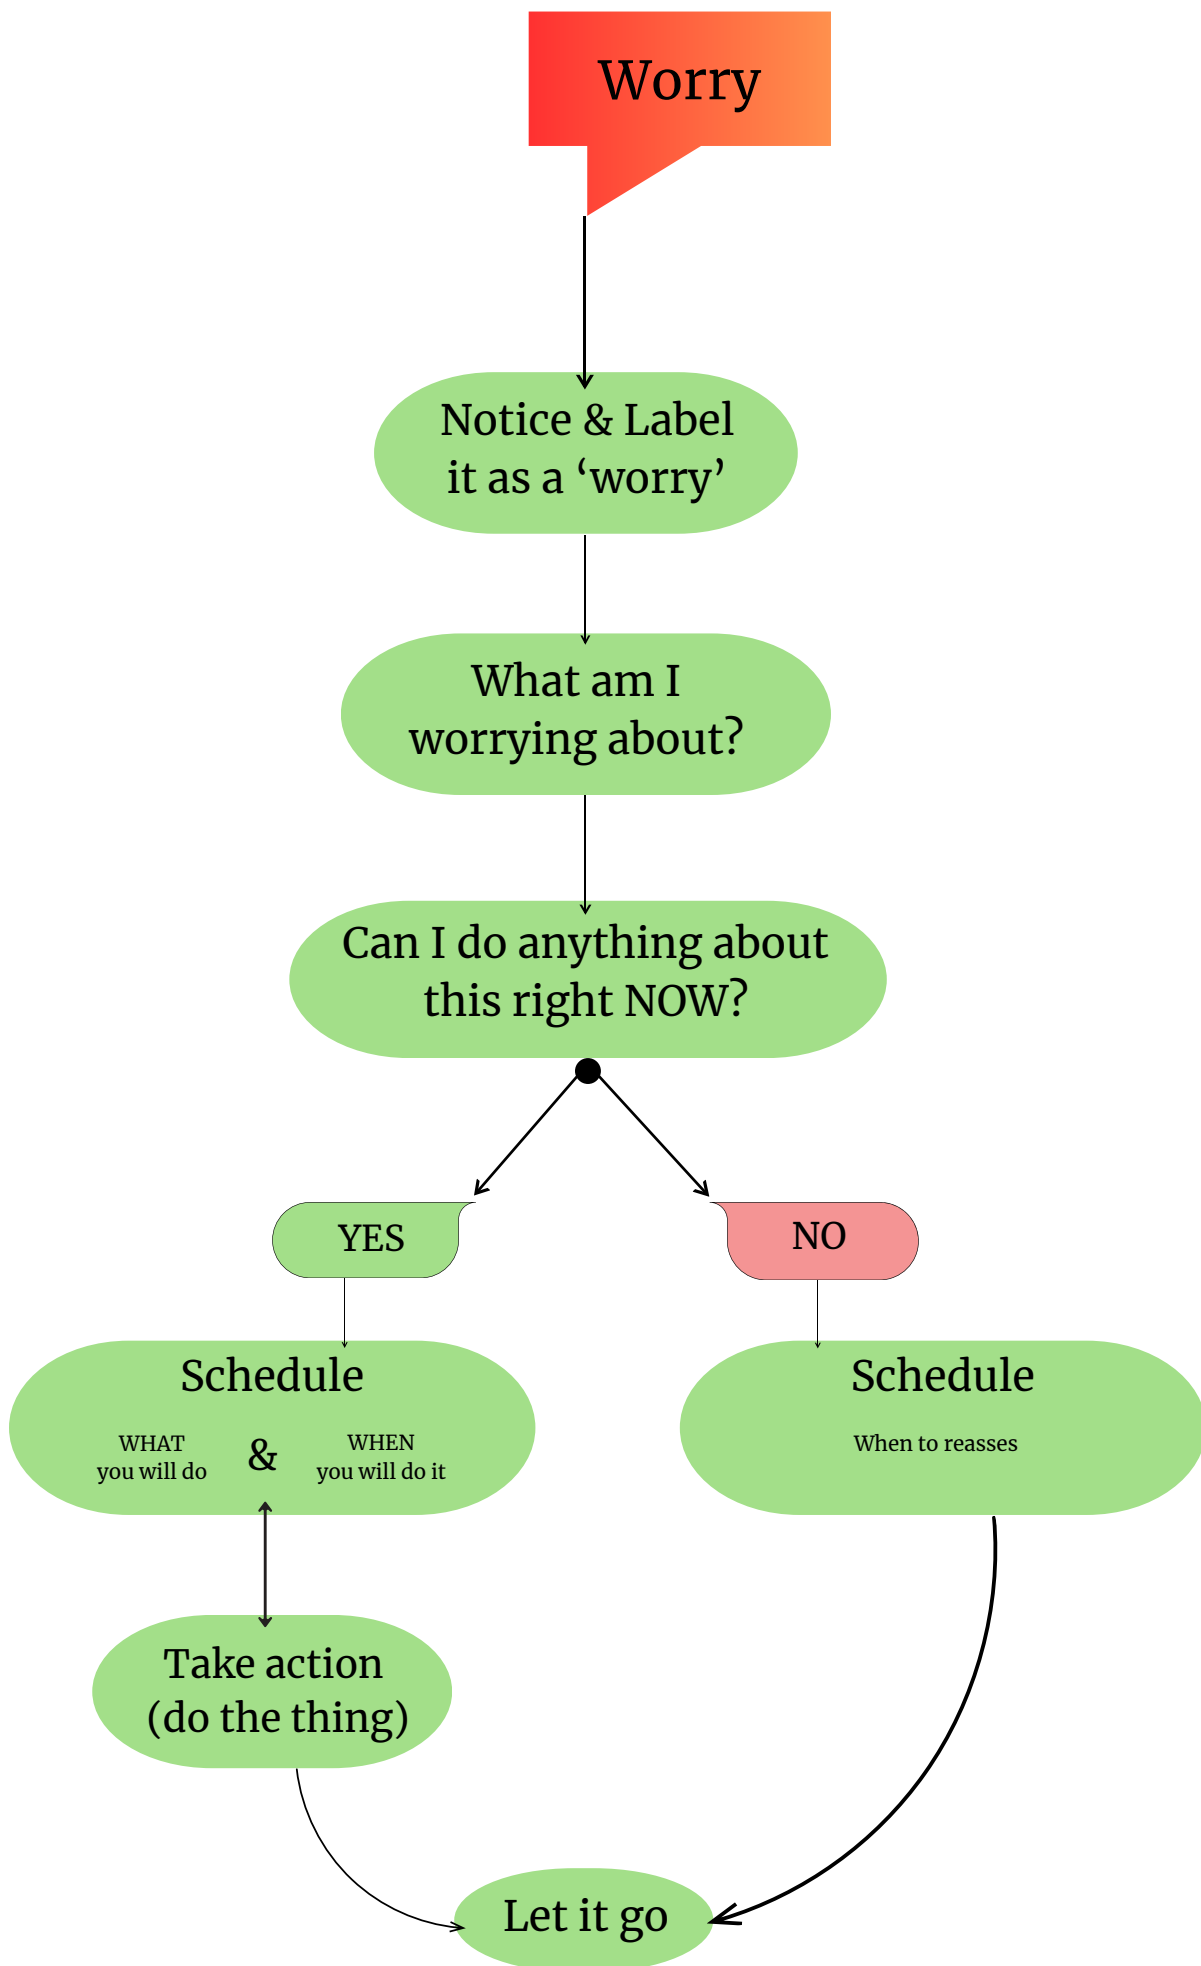 Worry
Notice & Label
it as a ‘worry’
What am I
worrying about?
Can I do anything about
this right NOW?
YES
NO
Schedule
WHAT
you will do
&
WHEN
you will do it
Schedule
When to reasses
Take action
(do the thing)
Let it go